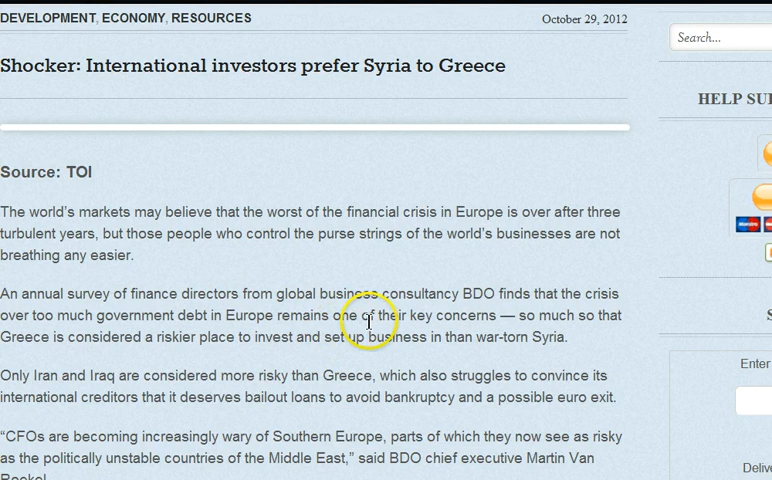 DEVELOPMENT, ECONOMY, RESOURCES
October 29, 2012
Search...
Shocker: International investors prefer Syria to Greece
HELP SU
Source: TOI
The world's markets may believe that the worst of the financial crisis in Europe is over after three
turbulent years, but those people who control the purse strings of the world's businesses are not
breathing any easier.
An annual survey of finance directors from global business consultancy BDO finds that the crisis
over too much government debt in Europe remains one of their key concerns — so much so that
Greece is considered a riskier place to invest and set up business in than war-torn Syria.
Only Iran and Iraq are considered more risky than Greece, which also struggles to convince its
international creditors that it deserves bailout loans to avoid bankruptcy and a possible euro exit.
Enter
“CFOs are becoming increasingly wary of Southern Europe, parts of which they now see as risky
as the politically unstable countries of the Middle East,” said BDO chief executive Martin Van
Delive